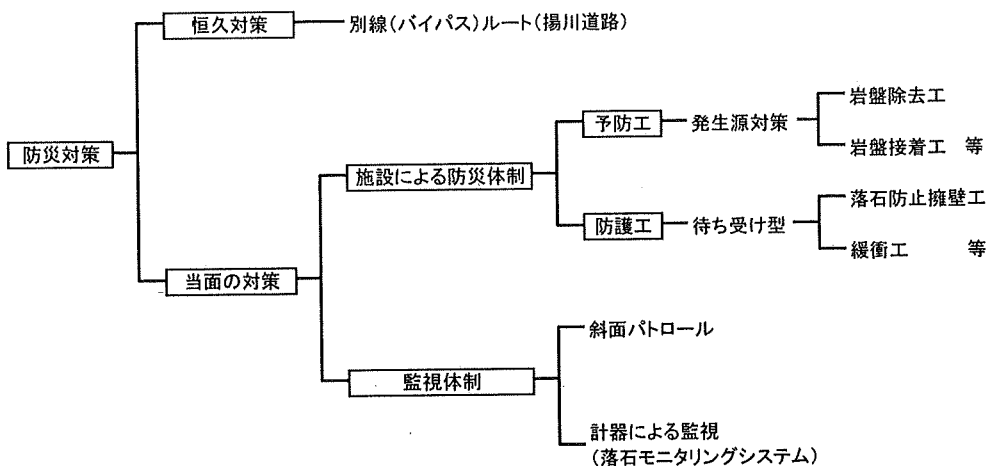 防災対策
恒久対策
別線(バイパス)ルート(揚川道路)
当面の対策
施設による防災体制
予防工
発生源対策
岩盤除去工
岩盤接着工 等
防護工
待ち受け型
落石防止擁壁工
緩衝工 等
監視体制
斜面パトロール
計器による監視
(落石モニタリングシステム)